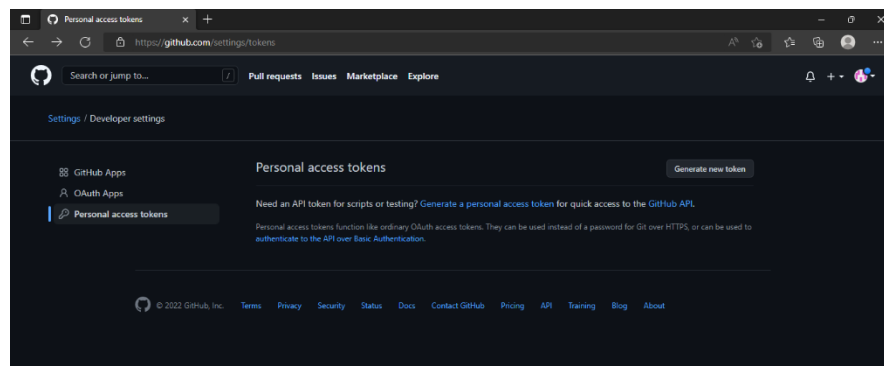 Personal access tokens
https://github.com/settings/tokens
Search or jump to... /
Pull requests Issues Marketplace Explore
Settings / Developer settings
GitHub Apps
OAuth Apps
Personal access tokens
Personal access tokens
Generate new token
Need an API token for scripts or testing? Generate a personal access token for quick access to the GitHub API.
Personal access tokens function like ordinary OAuth access tokens. They can be used instead of a password for Git over HTTPS, or can be used to
authenticate to the API over Basic Authentication.
© 2022 GitHub, Inc. Terms Privacy Security Status Docs Contact GitHub Pricing API Training Blog About